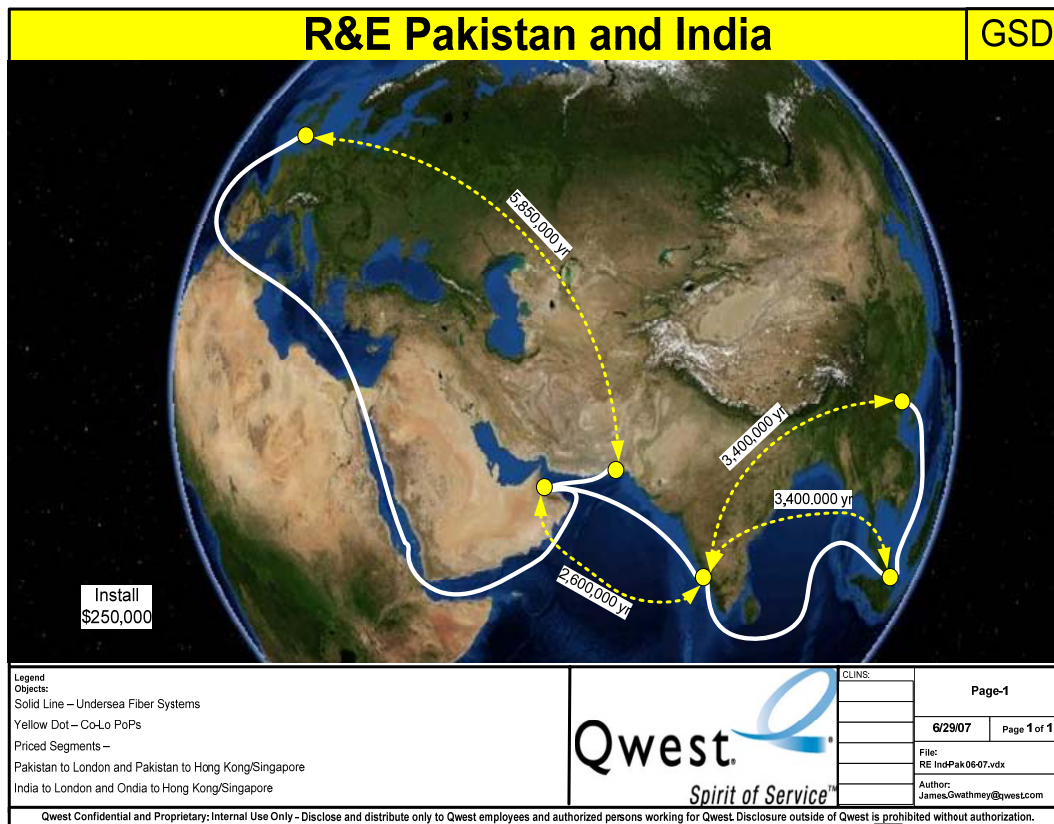 R&E Pakistan and India
GSD
5,850,000 yr
3,400,000 yr
3,400.000 yr
2,600,000 yr
Install
$250,000
Legend
Objects:
Solid Line – Undersea Fiber Systems
Yellow Dot – Co-Lo PoPs
Priced Segments –
Pakistan to London and Pakistan to Hong Kong/Singapore
India to London and Ondia to Hong Kong/Singapore
Qwest®
Spirit of Service™
CLINS:
Page-1
6/29/07
Page 1 of 1
File:
RE Ind-Pak 06-07.vdx
Author:
James.Gwathmey@qwest.com
Qwest Confidential and Proprietary: Internal Use Only - Disclose and distribute only to Qwest employees and authorized persons working for Qwest. Disclosure outside of Qwest is prohibited without authorization.